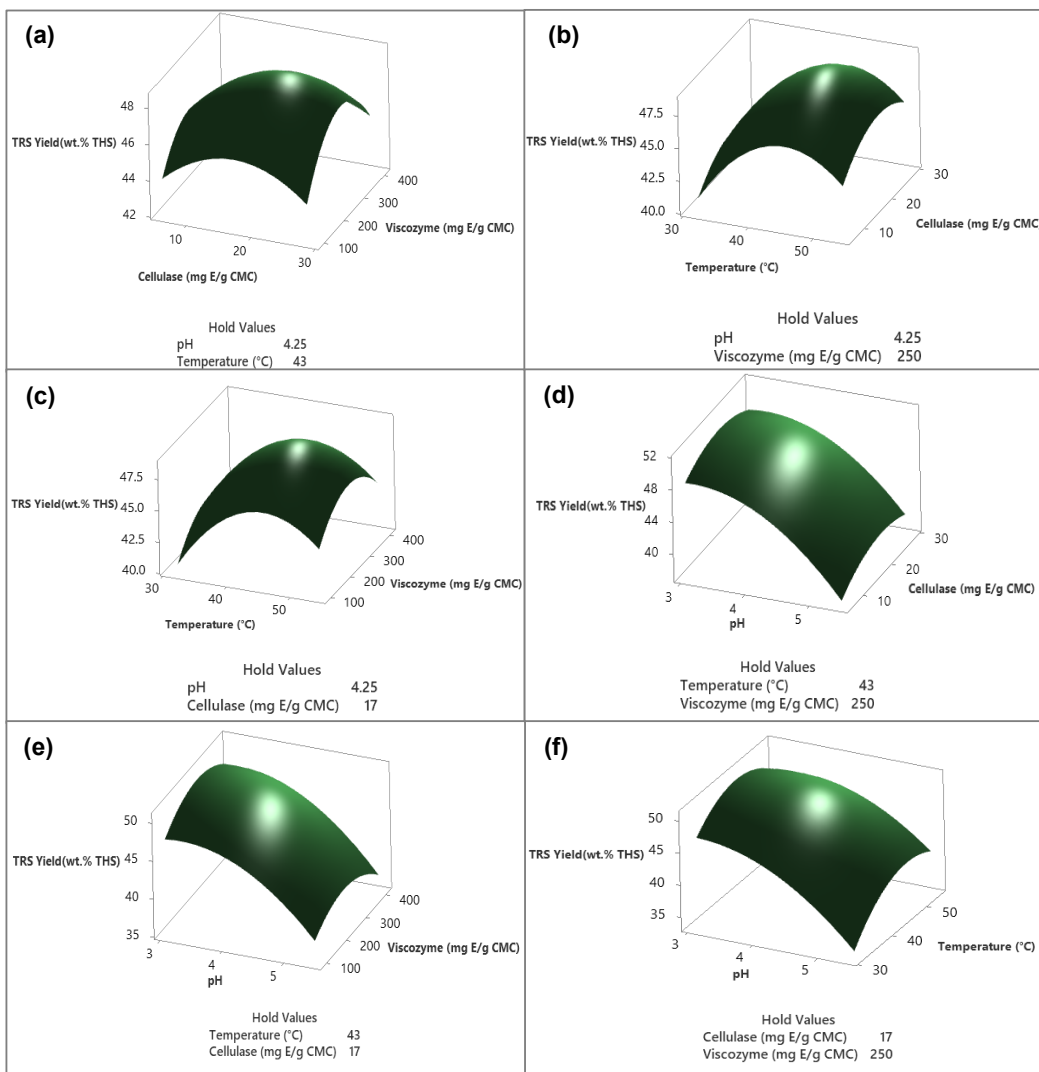 (a)
48
TRS Yield(wt.% THS)
46
44
42
10
20
30
Cellulase (mg E/g CMC)
400
300
200
100
Viscozyme (mg E/g CMC)
Hold Values
pH 4.25
Temperature (°C) 43
(b)
47.5
TRS Yield(wt.% THS)
45.0
42.5
40.0
30
40
50
Temperature (°C)
30
20
10
Cellulase (mg E/g CMC)
Hold Values
pH 4.25
Viscozyme (mg E/g CMC) 250
(c)
47.5
TRS Yield(wt.% THS)
45.0
42.5
40.0
30
40
50
Temperature (°C)
400
300
200
100
Viscozyme (mg E/g CMC)
Hold Values
pH 4.25
Cellulase (mg E/g CMC) 17
(d)
52
48
TRS Yield(wt.% THS)
44
40
3
4
5
pH
30
20
10
Cellulase (mg E/g CMC)
Hold Values
Temperature (°C) 43
Viscozyme (mg E/g CMC) 250
(e)
50
TRS Yield(wt.% THS)
45
40
35
3
4
5
pH
400
300
200
100
Viscozyme (mg E/g CMC)
Hold Values
Temperature (°C) 43
Cellulase (mg E/g CMC) 17
(f)
50
TRS Yield(wt.% THS)
45
40
35
3
4
5
pH
50
40
30
Temperature (°C)
Hold Values
Cellulase (mg E/g CMC) 17
Viscozyme (mg E/g CMC) 250